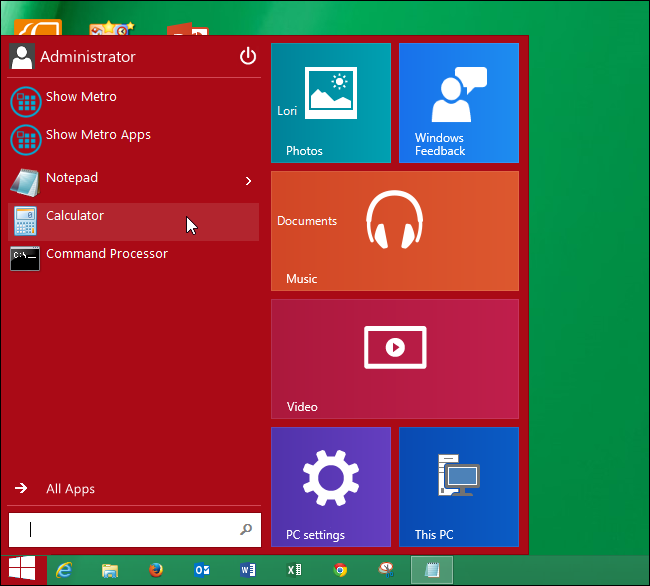 Administrator
Show Metro
Show Metro Apps
Notepad
Calculator
Command Processor
All Apps
Lori
Photos
Windows
Feedback
Documents
Music
Video
PC settings
This PC